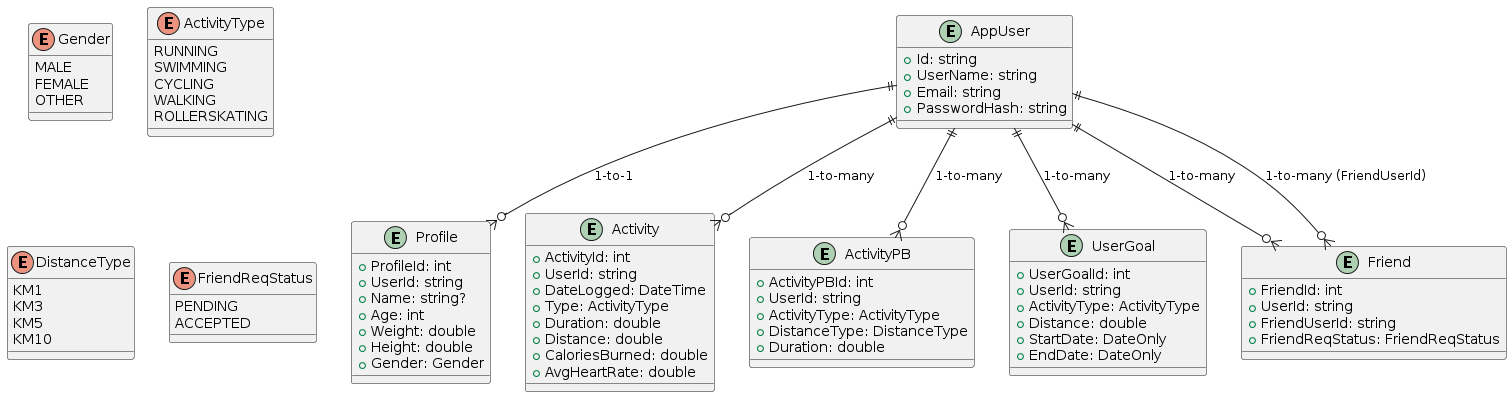 E Gender
MALE
FEMALE
OTHER
E ActivityType
RUNNING
SWIMMING
CYCLING
WALKING
ROLLERSKATING
E AppUser
Id: string
UserName: string
Email: string
PasswordHash: string
1-to-1
1-to-many
1-to-many
1-to-many
1-to-many
1-to-many (FriendUserId)
E DistanceType
KM1
KM3
KM5
KM10
E FriendReqStatus
PENDING
ACCEPTED
E Profile
ProfileId: int
UserId: string
Name: string?
Age: int
Weight: double
Height: double
Gender: Gender
E Activity
ActivityId: int
UserId: string
DateLogged: DateTime
Type: ActivityType
Duration: double
Distance: double
CaloriesBurned: double
AvgHeartRate: double
E ActivityPB
ActivityPBId: int
UserId: string
ActivityType: ActivityType
DistanceType: DistanceType
Duration: double
E UserGoal
UserGoalId: int
UserId: string
ActivityType: ActivityType
Distance: double
StartDate: DateOnly
EndDate: DateOnly
E Friend
FriendId: int
UserId: string
FriendUserId: string
FriendReqStatus: FriendReqStatus